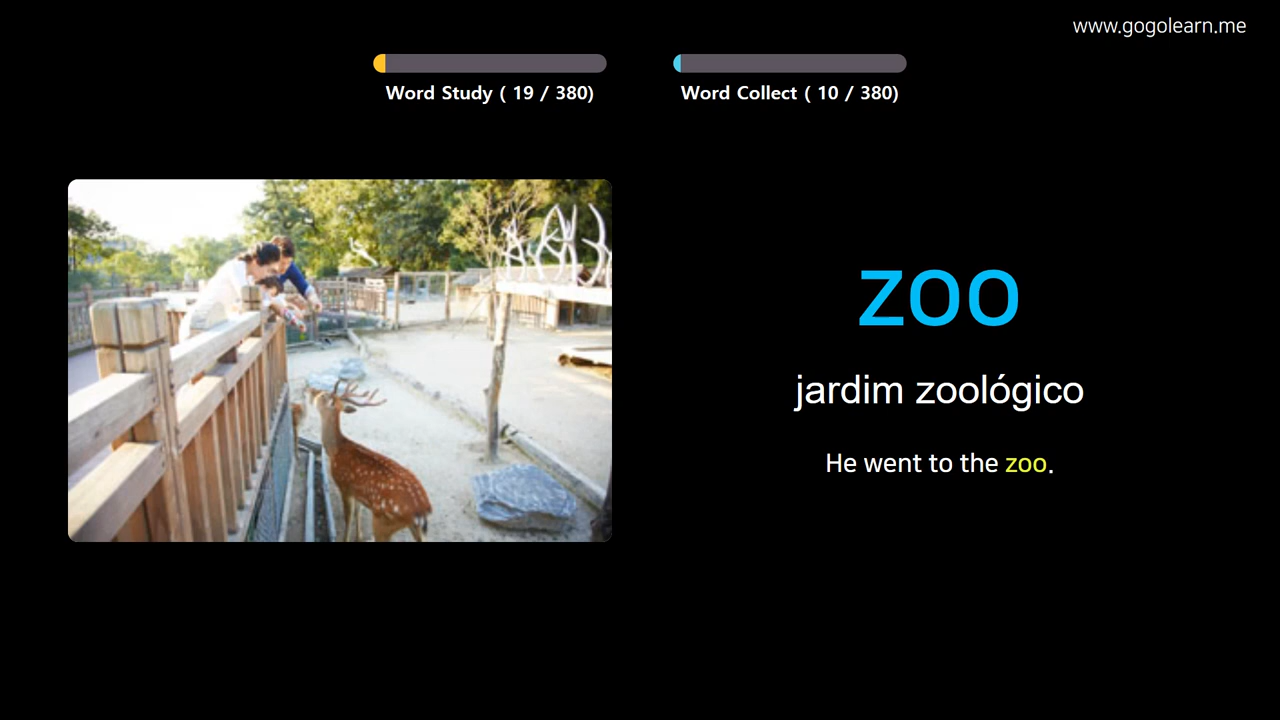 www.gogolearn.me
Word Study ( 19 / 380)
Word Collect ( 10 / 380)
zoo
jardim zoológico
He went to the zoo.